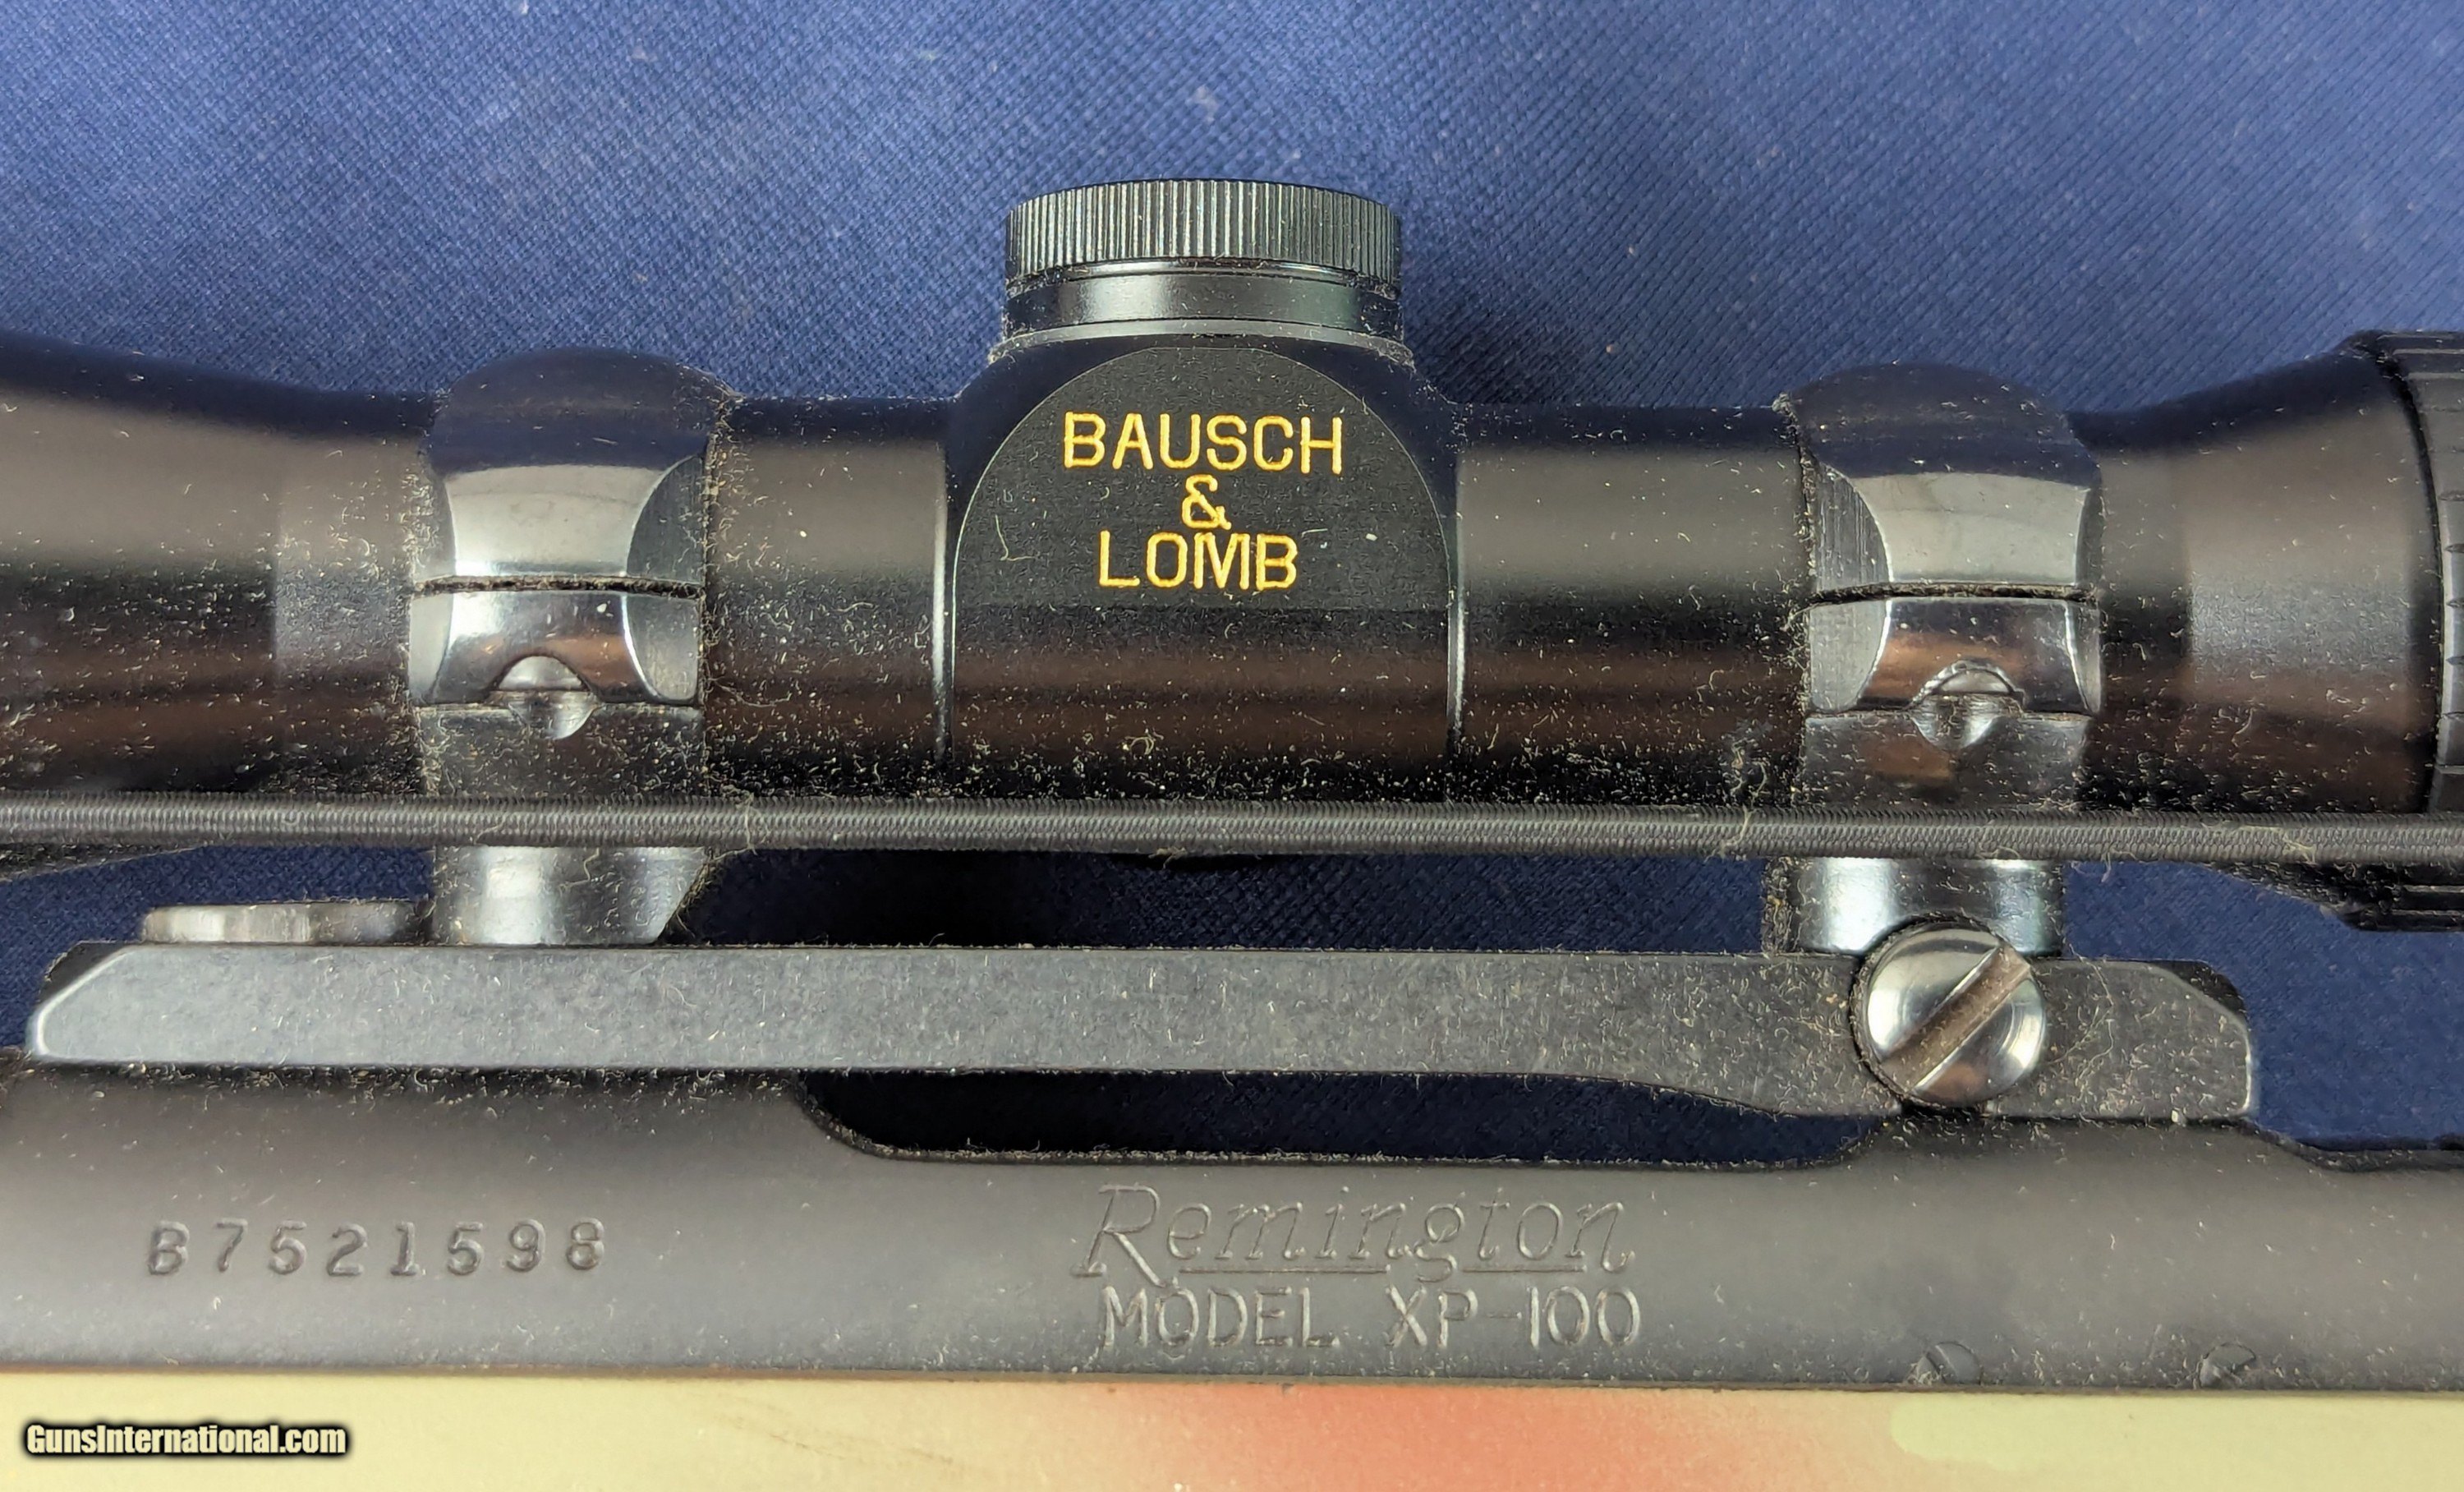 BAUSCH
&
LOMB
B7521598
Remington
MODEL XP-100
GunsInternational.com